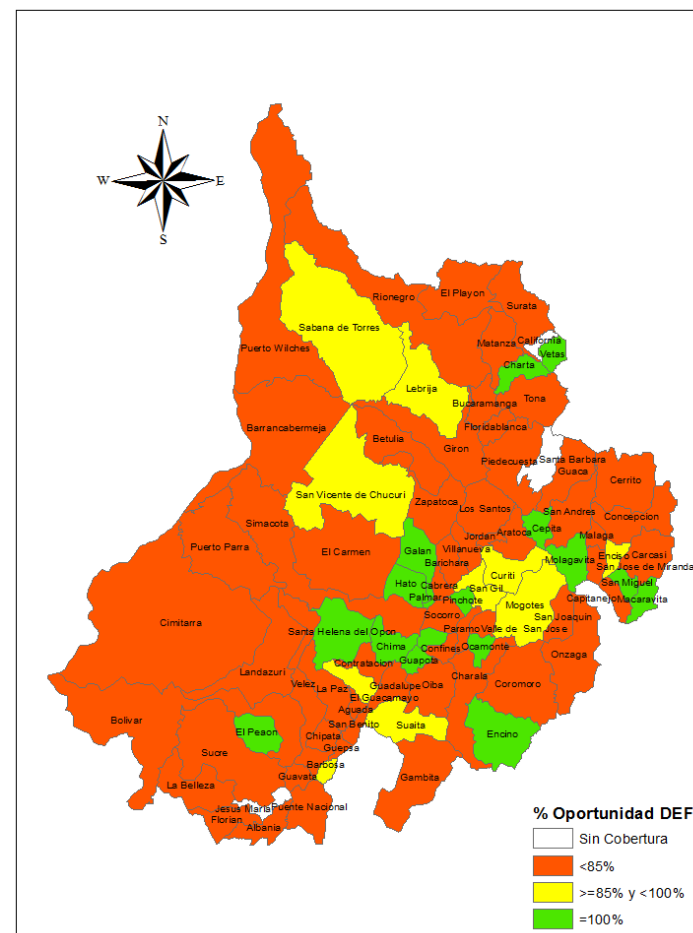 N
W
E
S
El Playon
Rionegro
Surata
Sabana de Torres
California
Matanza
Puerto Wilches
Vetas
Charta
Lebrija
Tona
Bucaramanga
Barrancabermeja
Floridablanca
Betulia
Giron
Santa Barbara
Piedecuesta
Guaca
Cerrito
San Vicente de Chucuri
Zapatoca
Los Santos
San Andres
Concepcion
Simacota
Aratoca
Cepita
Jordan
Malaga
Puerto Parra
El Carmen
Galan
Villanueva
Enciso
Carcasi
Barichara
Curiti
Molagavita
San Jose de Miranda
Hato
Cabrera
San Gil
San Miguel
Palmar
Pinchote
Mogotes
Capitanejo
Macaravita
Socorro
San Joaquin
Cimitarra
Santa Helena del Opon
Paramo
Valle de San Jose
Chima
Confines
Ocamonte
Onzaga
Guapota
Contratacion
Landazuri
Charala
Coromoro
Velez
La Paz
Guadalupe
Oiba
El Guacamayo
Aguada
Bolivar
San Benito
Suaita
El Peaon
Encino
Chipata
Sucre
Guepsa
Barbosa
Guavata
Gambita
La Belleza
Jesus Maria
Puente Nacional
Florian
Albania
% Oportunidad DEF
Sin Cobertura
<85%
>=85% y <100%
=100%